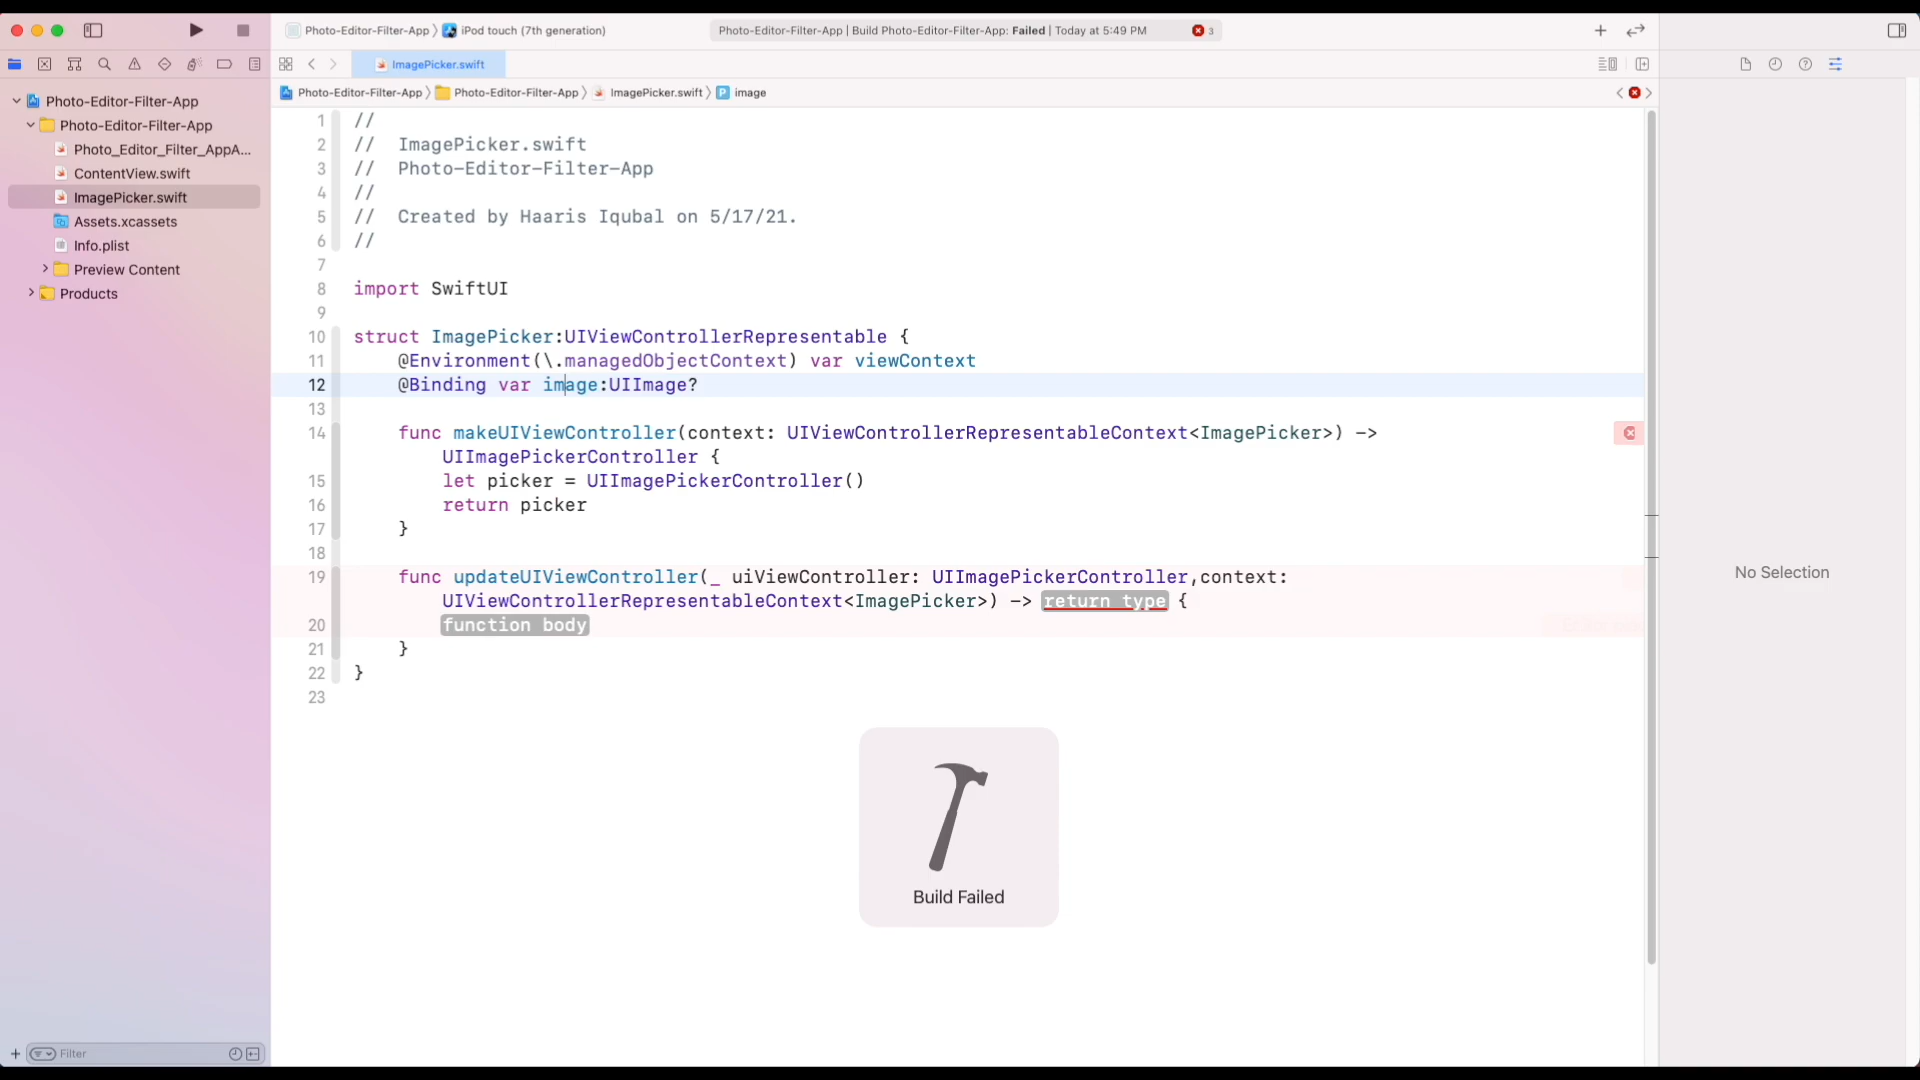 Photo-Editor-Filter-App 〉 iPod touch (7th generation)
Photo-Editor-Filter-App | Build Photo-Editor-Filter-App: Failed | Today at 5:49 PM
3
ImagePicker.swift
Photo-Editor-Filter-App 〉 Photo-Editor-Filter-App 〉 ImagePicker.swift 〉 P image
Photo-Editor-Filter-App
Photo-Editor-Filter-App
Photo_Editor_Filter_AppA...
ContentView.swift
ImagePicker.swift
Assets.xcassets
Info.plist
Preview Content
Products
Filter
1 //
2 //  ImagePicker.swift
3 //  Photo-Editor-Filter-App
4 //
5 //  Created by Haaris Iqubal on 5/17/21.
6 //
7
8 import SwiftUI
9
10 struct ImagePicker:UIViewControllerRepresentable {
11     @Environment(\.managedObjectContext) var viewContext
12     @Binding var image:UIImage?
13
14     func makeUIViewController(context: UIViewControllerRepresentableContext<ImagePicker>) ->
UIImagePickerController {
15         let picker = UIImagePickerController()
16         return picker
17     }
18
19     func updateUIViewController(_ uiViewController: UIImagePickerController,context:
UIViewControllerRepresentableContext<ImagePicker>) -> return type {
20         function body
21     }
22 }
23
Build Failed
No Selection